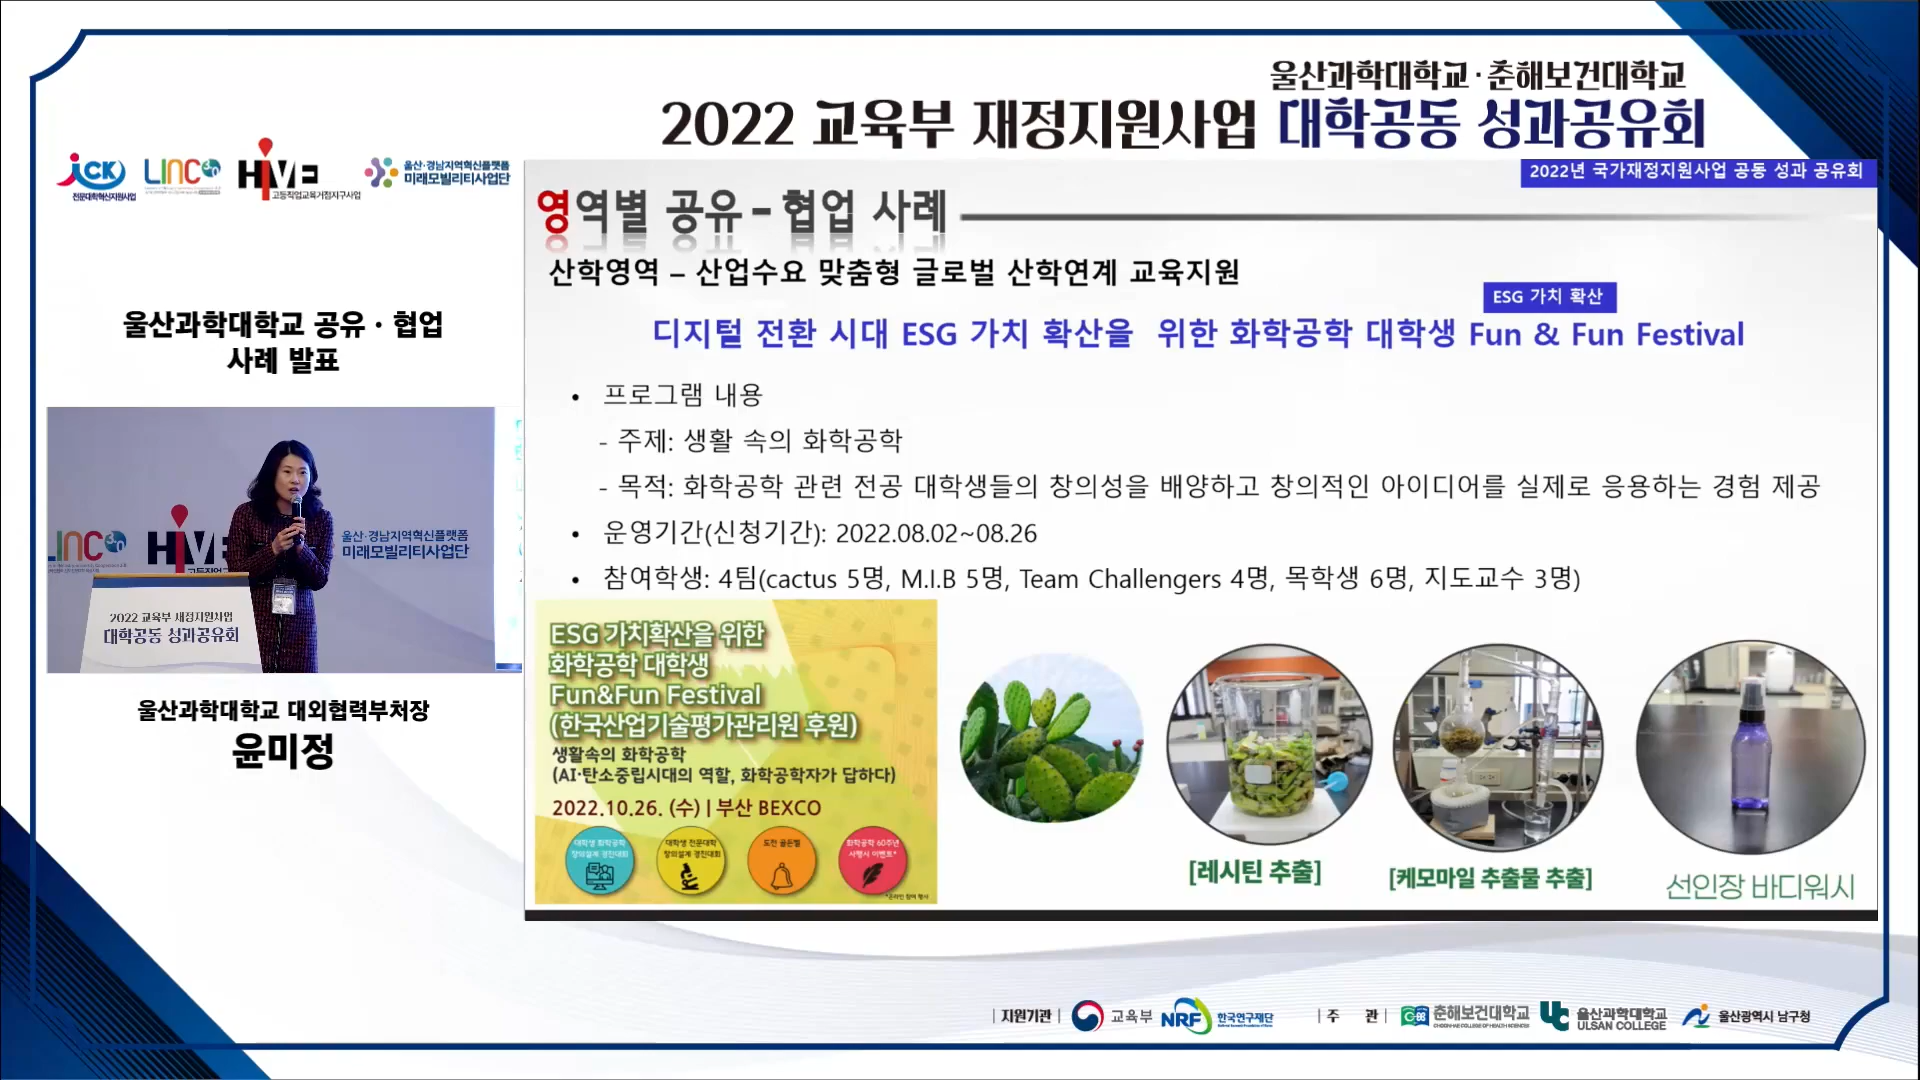 울산과학대학교·춘해보건대학교
2022 교육부 재정지원사업 대학공동 성과공유회
JCK
전문대학혁신지원사업
LINC 3.0
HiVE
고등직업교육거점지구사업
울산·경남지역혁신플랫폼
미래모빌리티사업단
2022년 국가재정지원사업 공동 성과 공유회
영역별 공유-협업 사례
산학영역 – 산업수요 맞춤형 글로벌 산학연계 교육지원
ESG 가치 확산
디지털 전환 시대 ESG 가치 확산을 위한 화학공학 대학생 Fun & Fun Festival
• 프로그램 내용
- 주제: 생활 속의 화학공학
- 목적: 화학공학 관련 전공 대학생들의 창의성을 배양하고 창의적인 아이디어를 실제로 응용하는 경험 제공
• 운영기간(신청기간): 2022.08.02~08.26
• 참여학생: 4팀(cactus 5명, M.I.B 5명, Team Challengers 4명, 목학생 6명, 지도교수 3명)
ESG 가치확산을 위한
화학공학 대학생
Fun&Fun Festival
(한국산업기술평가관리원 후원)
생활속의 화학공학
(AI·탄소중립시대의 역할, 화학공학자가 답하다)
2022.10.26. (수) | 부산 BEXCO
대학생 화학공학
창의설계 경진대회
대학생 전문대학
창의설계 경진대회
도전 골든벨
화학공학 60주년
사행시 이벤트*
*온라인 참여 행사
[레시틴 추출]
[케모마일 추출물 추출]
선인장 바디워시
울산과학대학교 공유·협업
사례 발표
LINC 3.0
HiVE
울산·경남지역혁신플랫폼
미래모빌리티사업단
2022 교육부 재정지원사업
대학공동 성과공유회
울산과학대학교 대외협력부처장
윤미정
| 지원기관 |
교육부
NRF 한국연구재단
| 주 관 |
춘해보건대학교
CHOONHAE COLLEGE OF HEALTH SCIENCES
울산과학대학교
ULSAN COLLEGE
울산광역시 남구청